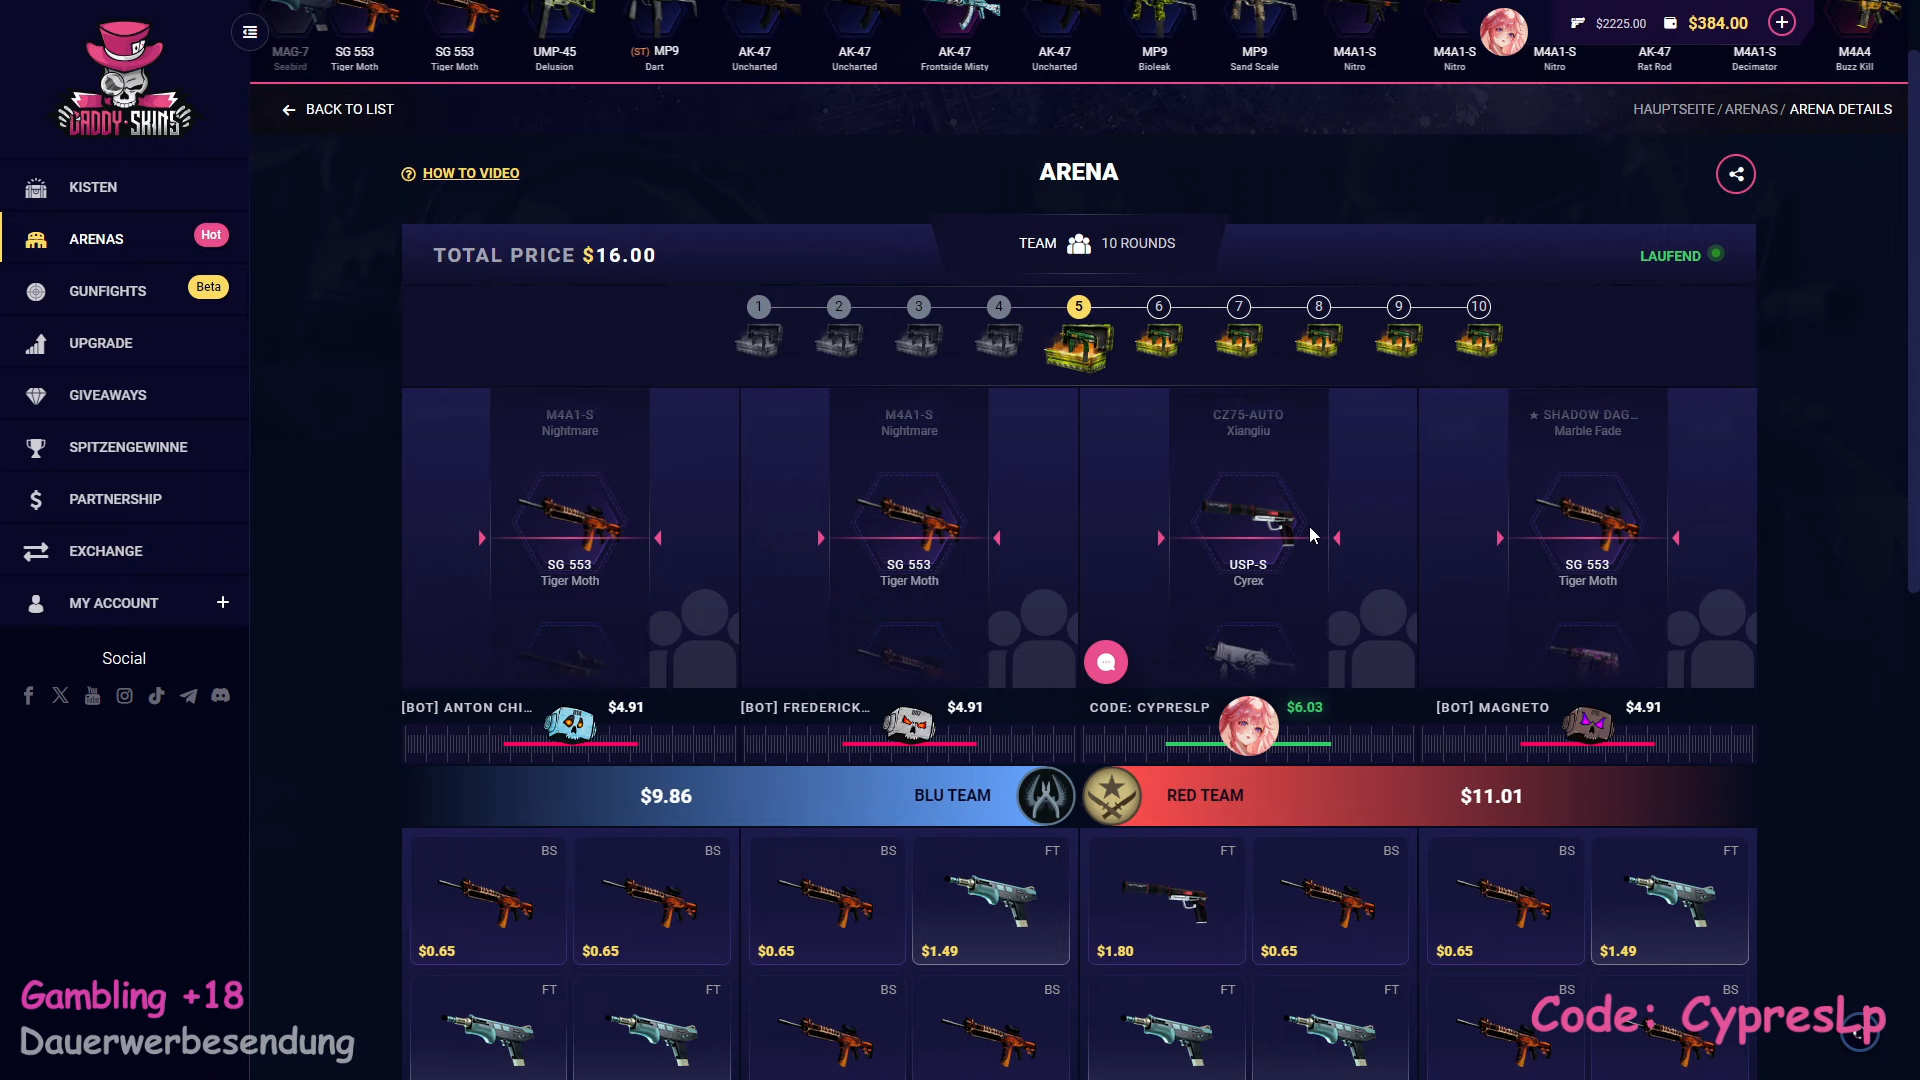 MAG-7
Seabird
SG 553
Tiger Moth
SG 553
Tiger Moth
UMP-45
Delusion
(ST) MP9
Dart
AK-47
Uncharted
AK-47
Uncharted
AK-47
Frontside Misty
AK-47
Uncharted
MP9
Bioleak
MP9
Sand Scale
M4A1-S
Nitro
M4A1-S
Nitro
M4A1-S
Nitro
AK-47
Rat Rod
M4A1-S
Decimator
M4A4
Buzz Kill
$2225.00
$384.00
DADDY SKINS
BACK TO LIST
HAUPTSEITE / ARENAS / ARENA DETAILS
HOW TO VIDEO
ARENA
KISTEN
ARENAS
Hot
GUNFIGHTS
Beta
UPGRADE
GIVEAWAYS
SPITZENGEWINNE
PARTNERSHIP
EXCHANGE
MY ACCOUNT
Social
TOTAL PRICE $16.00
TEAM 10 ROUNDS
LAUFEND
1 2 3 4 5 6 7 8 9 10
M4A1-S
Nightmare
M4A1-S
Nightmare
CZ75-AUTO
Xiangliu
★ SHADOW DAG...
Marble Fade
SG 553
Tiger Moth
SG 553
Tiger Moth
USP-S
Cyrex
SG 553
Tiger Moth
[BOT] ANTON CHI... $4.91
[BOT] FREDERICK... $4.91
CODE: CYPRESLP $6.03
[BOT] MAGNETO $4.91
$9.86 BLU TEAM
RED TEAM $11.01
BS BS BS FT FT BS BS FT
$0.65 $0.65 $0.65 $1.49 $1.80 $0.65 $0.65 $1.49
FT FT BS BS FT FT BS BS
Gambling +18
Dauerwerbesendung
Code: CypresLp